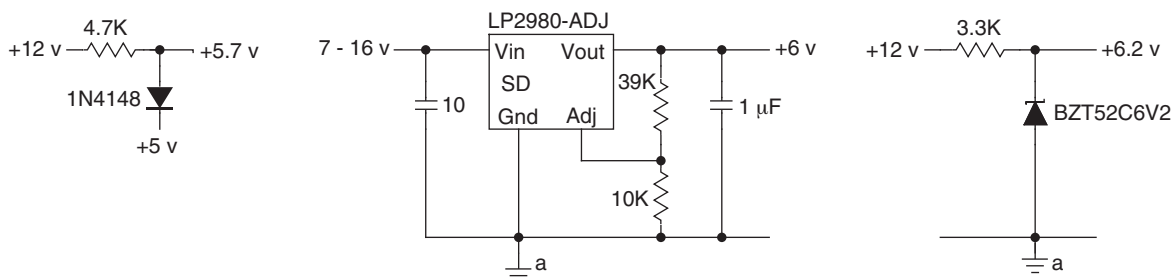 4.7K
+12 v
+5.7 v
1N4148
+5 v
LP2980-ADJ
7 - 16 v
Vin
Vout
+6 v
SD
39K
10
Gnd
Adj
1 µF
10K
a
3.3K
+12 v
+6.2 v
BZT52C6V2
a